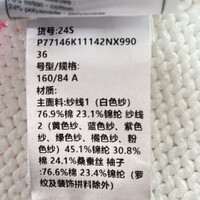 款号:24S
P77146K11142NX990
36
号型/规格:
160/84 A
主面料: 纱线1（白色纱）
76.9%棉 23.1%锦纶 纱线
2（黄色纱、蓝色纱、紫色
纱、绿色纱、桃色纱、粉红
色纱）45.1%锦纶 30.8%
棉 24.1%桑蚕丝 袖子
:76.6%棉 23.4%锦纶（罗
纹及装饰拼料除外）